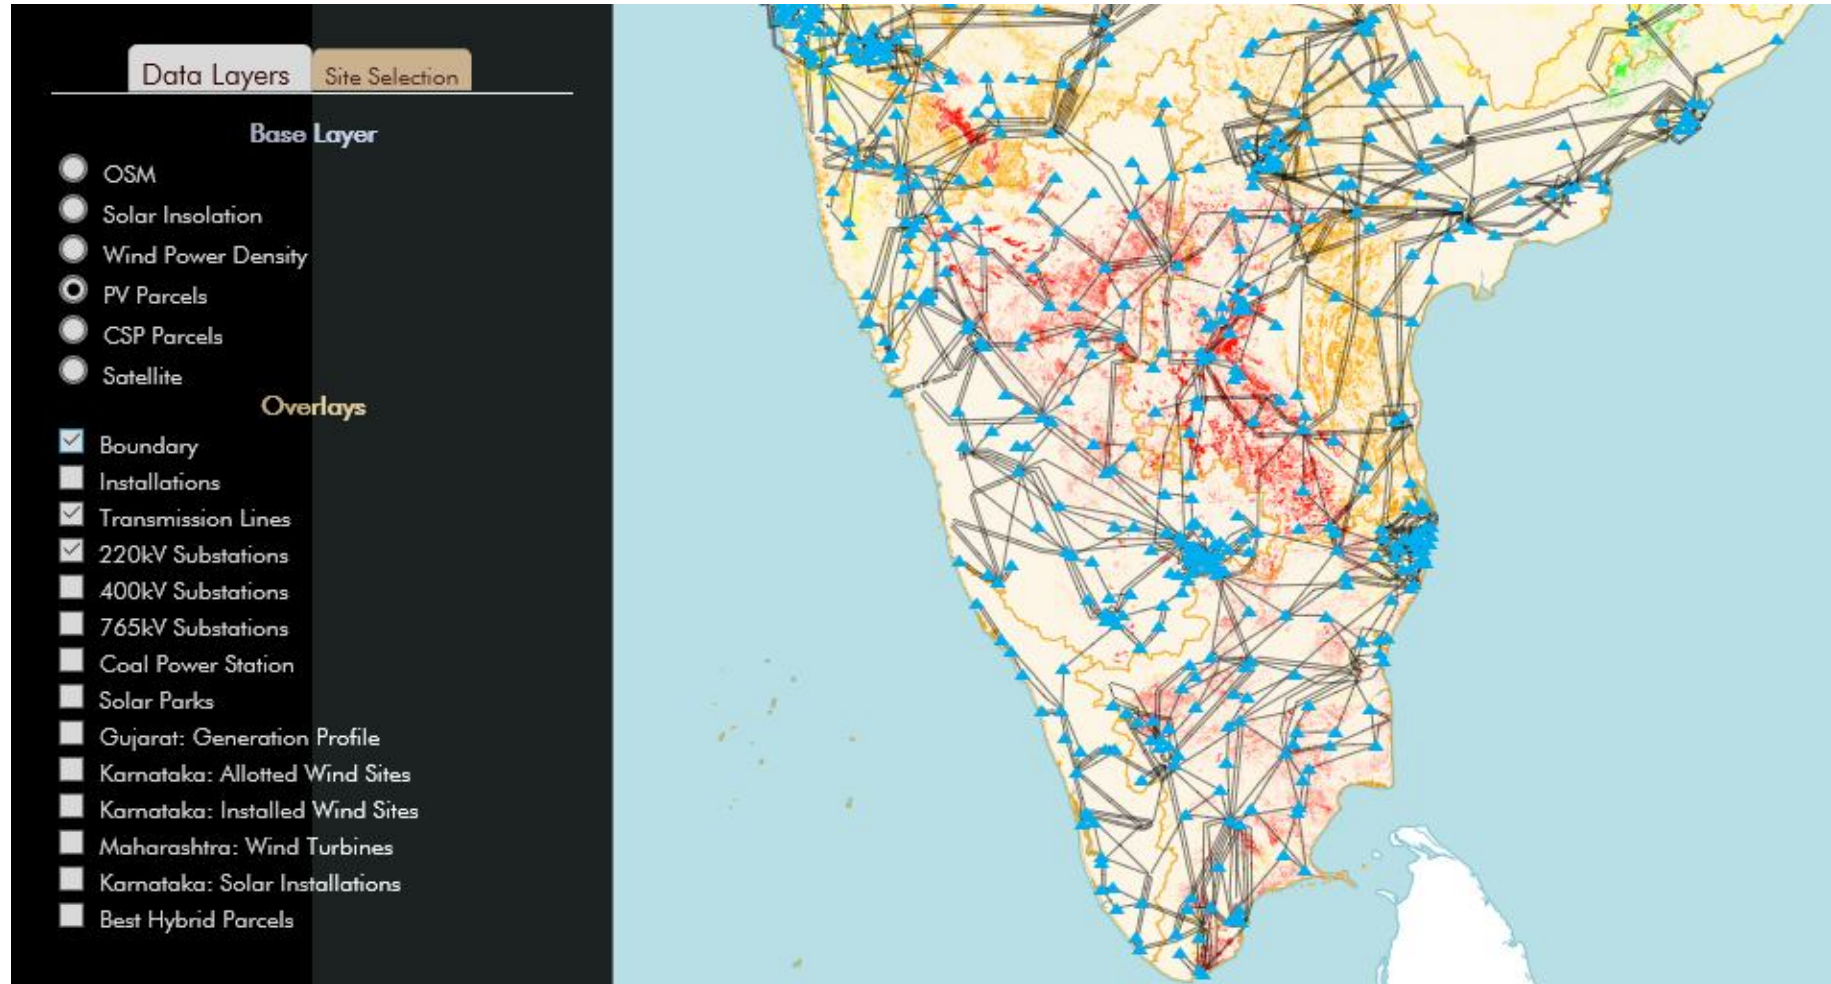 Data Layers Site Selection
Base Layer
OSM
Solar Insolation
Wind Power Density
PV Parcels
CSP Parcels
Satellite
Overlays
Boundary
Installations
Transmission Lines
220kV Substations
400kV Substations
765kV Substations
Coal Power Station
Solar Parks
Gujarat: Generation Profile
Karnataka: Allotted Wind Sites
Karnataka: Installed Wind Sites
Maharashtra: Wind Turbines
Karnataka: Solar Installations
Best Hybrid Parcels